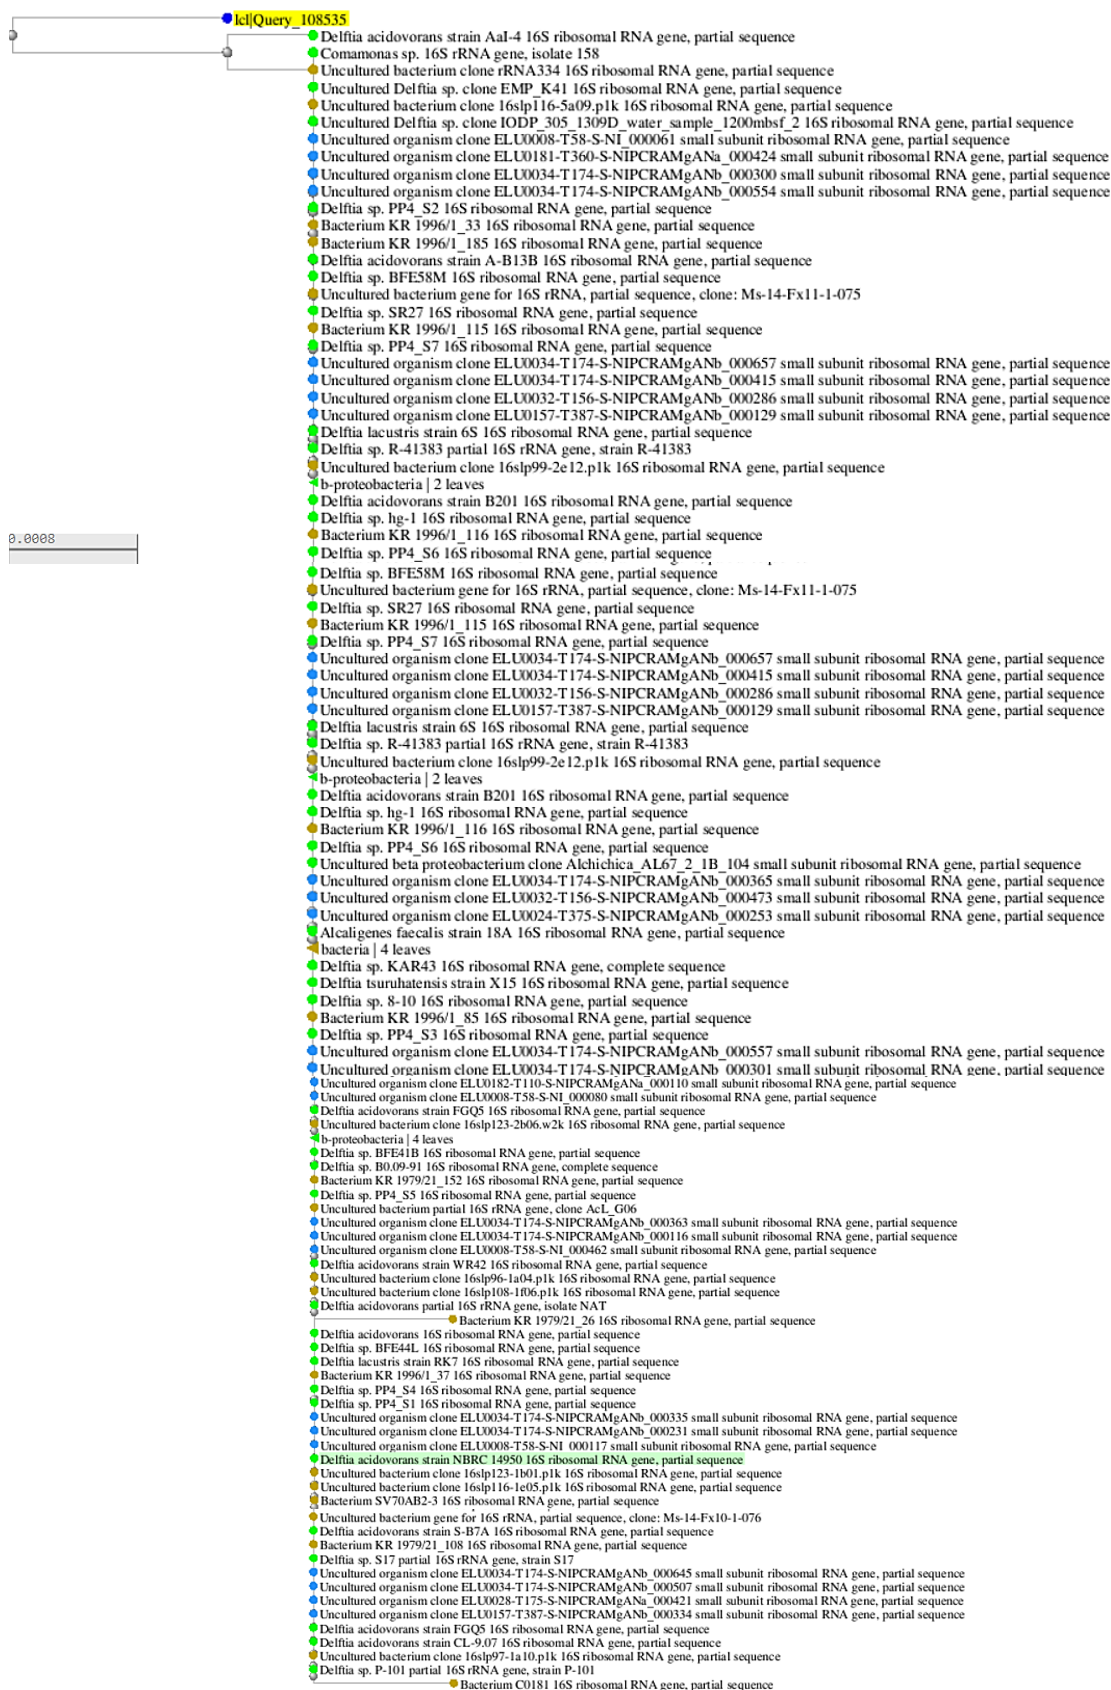 lcl|Query_108535
Delftia acidovorans strain AaI-4 16S ribosomal RNA gene, partial sequence
Comamonas sp. 16S rRNA gene, isolate 158
Uncultured bacterium clone rRNA334 16S ribosomal RNA gene, partial sequence
Uncultured Delftia sp. clone EMP_K41 16S ribosomal RNA gene, partial sequence
Uncultured bacterium clone 16slp116-5a09.p1k 16S ribosomal RNA gene, partial sequence
Uncultured Delftia sp. clone IODP_305_1309D_water_sample_1200mbsf_2 16S ribosomal RNA gene, partial sequence
Uncultured organism clone ELU0008-T58-S-NI_000061 small subunit ribosomal RNA gene, partial sequence
Uncultured organism clone ELU0181-T360-S-NIPCRAMgANa_000424 small subunit ribosomal RNA gene, partial sequence
Uncultured organism clone ELU0034-T174-S-NIPCRAMgANb_000300 small subunit ribosomal RNA gene, partial sequence
Uncultured organism clone ELU0034-T174-S-NIPCRAMgANb_000554 small subunit ribosomal RNA gene, partial sequence
Delftia sp. PP4_S2 16S ribosomal RNA gene, partial sequence
Bacterium KR 1996/1_33 16S ribosomal RNA gene, partial sequence
Bacterium KR 1996/1_185 16S ribosomal RNA gene, partial sequence
Delftia acidovorans strain A-B13B 16S ribosomal RNA gene, partial sequence
Delftia sp. BFE58M 16S ribosomal RNA gene, partial sequence
Uncultured bacterium gene for 16S rRNA, partial sequence, clone: Ms-14-Fx11-1-075
Delftia sp. SR27 16S ribosomal RNA gene, partial sequence
Bacterium KR 1996/1_115 16S ribosomal RNA gene, partial sequence
Delftia sp. PP4_S7 16S ribosomal RNA gene, partial sequence
Uncultured organism clone ELU0034-T174-S-NIPCRAMgANb_000657 small subunit ribosomal RNA gene, partial sequence
Uncultured organism clone ELU0034-T174-S-NIPCRAMgANb_000415 small subunit ribosomal RNA gene, partial sequence
Uncultured organism clone ELU0032-T156-S-NIPCRAMgANb_000286 small subunit ribosomal RNA gene, partial sequence
Uncultured organism clone ELU0157-T387-S-NIPCRAMgANb_000129 small subunit ribosomal RNA gene, partial sequence
Delftia lacustris strain 6S 16S ribosomal RNA gene, partial sequence
Delftia sp. R-41383 partial 16S rRNA gene, strain R-41383
Uncultured bacterium clone 16slp99-2e12.p1k 16S ribosomal RNA gene, partial sequence
b-proteobacteria | 2 leaves
Delftia acidovorans strain B201 16S ribosomal RNA gene, partial sequence
Delftia sp. hg-1 16S ribosomal RNA gene, partial sequence
Bacterium KR 1996/1_116 16S ribosomal RNA gene, partial sequence
0.0008
Delftia sp. PP4_S6 16S ribosomal RNA gene, partial sequence
Delftia sp. BFE58M 16S ribosomal RNA gene, partial sequence
Uncultured bacterium gene for 16S rRNA, partial sequence, clone: Ms-14-Fx11-1-075
Delftia sp. SR27 16S ribosomal RNA gene, partial sequence
Bacterium KR 1996/1_115 16S ribosomal RNA gene, partial sequence
Delftia sp. PP4_S7 16S ribosomal RNA gene, partial sequence
Uncultured organism clone ELU0034-T174-S-NIPCRAMgANb_000657 small subunit ribosomal RNA gene, partial sequence
Uncultured organism clone ELU0034-T174-S-NIPCRAMgANb_000415 small subunit ribosomal RNA gene, partial sequence
Uncultured organism clone ELU0032-T156-S-NIPCRAMgANb_000286 small subunit ribosomal RNA gene, partial sequence
Uncultured organism clone ELU0157-T387-S-NIPCRAMgANb_000129 small subunit ribosomal RNA gene, partial sequence
Delftia lacustris strain 6S 16S ribosomal RNA gene, partial sequence
Delftia sp. R-41383 partial 16S rRNA gene, strain R-41383
Uncultured bacterium clone 16slp99-2e12.p1k 16S ribosomal RNA gene, partial sequence
b-proteobacteria | 2 leaves
Delftia acidovorans strain B201 16S ribosomal RNA gene, partial sequence
Delftia sp. hg-1 16S ribosomal RNA gene, partial sequence
Bacterium KR 1996/1_116 16S ribosomal RNA gene, partial sequence
Delftia sp. PP4_S6 16S ribosomal RNA gene, partial sequence
Uncultured beta proteobacterium clone Alchichica_AL67_2_1B_104 small subunit ribosomal RNA gene, partial sequence
Uncultured organism clone ELU0034-T174-S-NIPCRAMgANb_000365 small subunit ribosomal RNA gene, partial sequence
Uncultured organism clone ELU0032-T156-S-NIPCRAMgANb_000473 small subunit ribosomal RNA gene, partial sequence
Uncultured organism clone ELU0024-T375-S-NIPCRAMgANb_000253 small subunit ribosomal RNA gene, partial sequence
Alcaligenes faecalis strain 18A 16S ribosomal RNA gene, partial sequence
bacteria | 4 leaves
Delftia sp. KAR43 16S ribosomal RNA gene, complete sequence
Delftia tsuruhatensis strain X15 16S ribosomal RNA gene, partial sequence
Delftia sp. 8-10 16S ribosomal RNA gene, partial sequence
Bacterium KR 1996/1_85 16S ribosomal RNA gene, partial sequence
Delftia sp. PP4_S3 16S ribosomal RNA gene, partial sequence
Uncultured organism clone ELU0034-T174-S-NIPCRAMgANb_000557 small subunit ribosomal RNA gene, partial sequence
Uncultured organism clone ELU0034-T174-S-NIPCRAMgANb_000301 small subunit ribosomal RNA gene, partial sequence
Uncultured organism clone ELU0182-T110-S-NIPCRAMgANa_000110 small subunit ribosomal RNA gene, partial sequence
Uncultured organism clone ELU0008-T58-S-NI_000080 small subunit ribosomal RNA gene, partial sequence
Delftia acidovorans strain FGQ5 16S ribosomal RNA gene, partial sequence
Uncultured bacterium clone 16slp123-2b06.w2k 16S ribosomal RNA gene, partial sequence
b-proteobacteria | 4 leaves
Delftia sp. BFE41B 16S ribosomal RNA gene, partial sequence
Delftia sp. B0.09-91 16S ribosomal RNA gene, complete sequence
Bacterium KR 1979/21_152 16S ribosomal RNA gene, partial sequence
Delftia sp. PP4_S5 16S ribosomal RNA gene, partial sequence
Uncultured bacterium partial 16S rRNA gene, clone AcL_G06
Uncultured organism clone ELU0034-T174-S-NIPCRAMgANb_000363 small subunit ribosomal RNA gene, partial sequence
Uncultured organism clone ELU0034-T174-S-NIPCRAMgANb_000116 small subunit ribosomal RNA gene, partial sequence
Uncultured organism clone ELU0008-T58-S-NI_000462 small subunit ribosomal RNA gene, partial sequence
Delftia acidovorans strain WR42 16S ribosomal RNA gene, partial sequence
Uncultured bacterium clone 16slp96-1a04.p1k 16S ribosomal RNA gene, partial sequence
Uncultured bacterium clone 16slp108-1f06.p1k 16S ribosomal RNA gene, partial sequence
Delftia acidovorans partial 16S rRNA gene, isolate NAT
Bacterium KR 1979/21_26 16S ribosomal RNA gene, partial sequence
Delftia acidovorans 16S ribosomal RNA gene, partial sequence
Delftia sp. BFE44L 16S ribosomal RNA gene, partial sequence
Delftia lacustris strain RK7 16S ribosomal RNA gene, partial sequence
Bacterium KR 1996/1_37 16S ribosomal RNA gene, partial sequence
Delftia sp. PP4_S4 16S ribosomal RNA gene, partial sequence
Delftia sp. PP4_S1 16S ribosomal RNA gene, partial sequence
Uncultured organism clone ELU0034-T174-S-NIPCRAMgANb_000335 small subunit ribosomal RNA gene, partial sequence
Uncultured organism clone ELU0034-T174-S-NIPCRAMgANb_000231 small subunit ribosomal RNA gene, partial sequence
Uncultured organism clone ELU0008-T58-S-NI_000117 small subunit ribosomal RNA gene, partial sequence
Delftia acidovorans strain NBRC 14950 16S ribosomal RNA gene, partial sequence
Uncultured bacterium clone 16slp123-1b01.p1k 16S ribosomal RNA gene, partial sequence
Uncultured bacterium clone 16slp116-1e05.p1k 16S ribosomal RNA gene, partial sequence
Bacterium SV70AB2-3 16S ribosomal RNA gene, partial sequence
Uncultured bacterium gene for 16S rRNA, partial sequence, clone: Ms-14-Fx10-1-076
Delftia acidovorans strain S-B7A 16S ribosomal RNA gene, partial sequence
Bacterium KR 1979/21_108 16S ribosomal RNA gene, partial sequence
Delftia sp. S17 partial 16S rRNA gene, strain S17
Uncultured organism clone ELU0034-T174-S-NIPCRAMgANb_000645 small subunit ribosomal RNA gene, partial sequence
Uncultured organism clone ELU0034-T174-S-NIPCRAMgANb_000507 small subunit ribosomal RNA gene, partial sequence
Uncultured organism clone ELU0028-T175-S-NIPCRAMgANa_000421 small subunit ribosomal RNA gene, partial sequence
Uncultured organism clone ELU0157-T387-S-NIPCRAMgANb_000334 small subunit ribosomal RNA gene, partial sequence
Delftia acidovorans strain FGQ5 16S ribosomal RNA gene, partial sequence
Delftia acidovorans strain CL-9.07 16S ribosomal RNA gene, partial sequence
Uncultured bacterium clone 16slp97-1a10.p1k 16S ribosomal RNA gene, partial sequence
Delftia sp. P-101 partial 16S rRNA gene, strain P-101
Bacterium C0181 16S ribosomal RNA gene, partial sequence